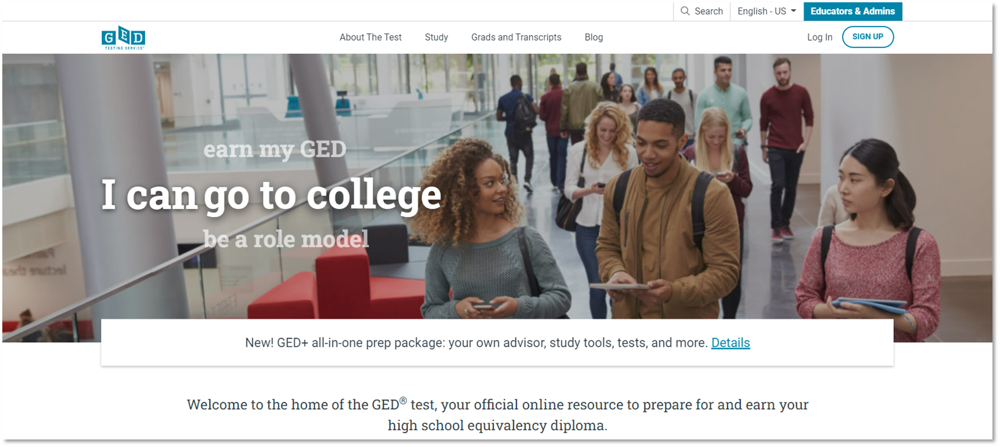 Search
English - US
Educators & Admins
GED
TESTING SERVICE®
About The Test
Study
Grads and Transcripts
Blog
Log In
SIGN UP
earn my GED
I can go to college
be a role model
lecture thea
New! GED+ all-in-one prep package: your own advisor, study tools, tests, and more. Details
Welcome to the home of the GED® test, your official online resource to prepare for and earn your
high school equivalency diploma.